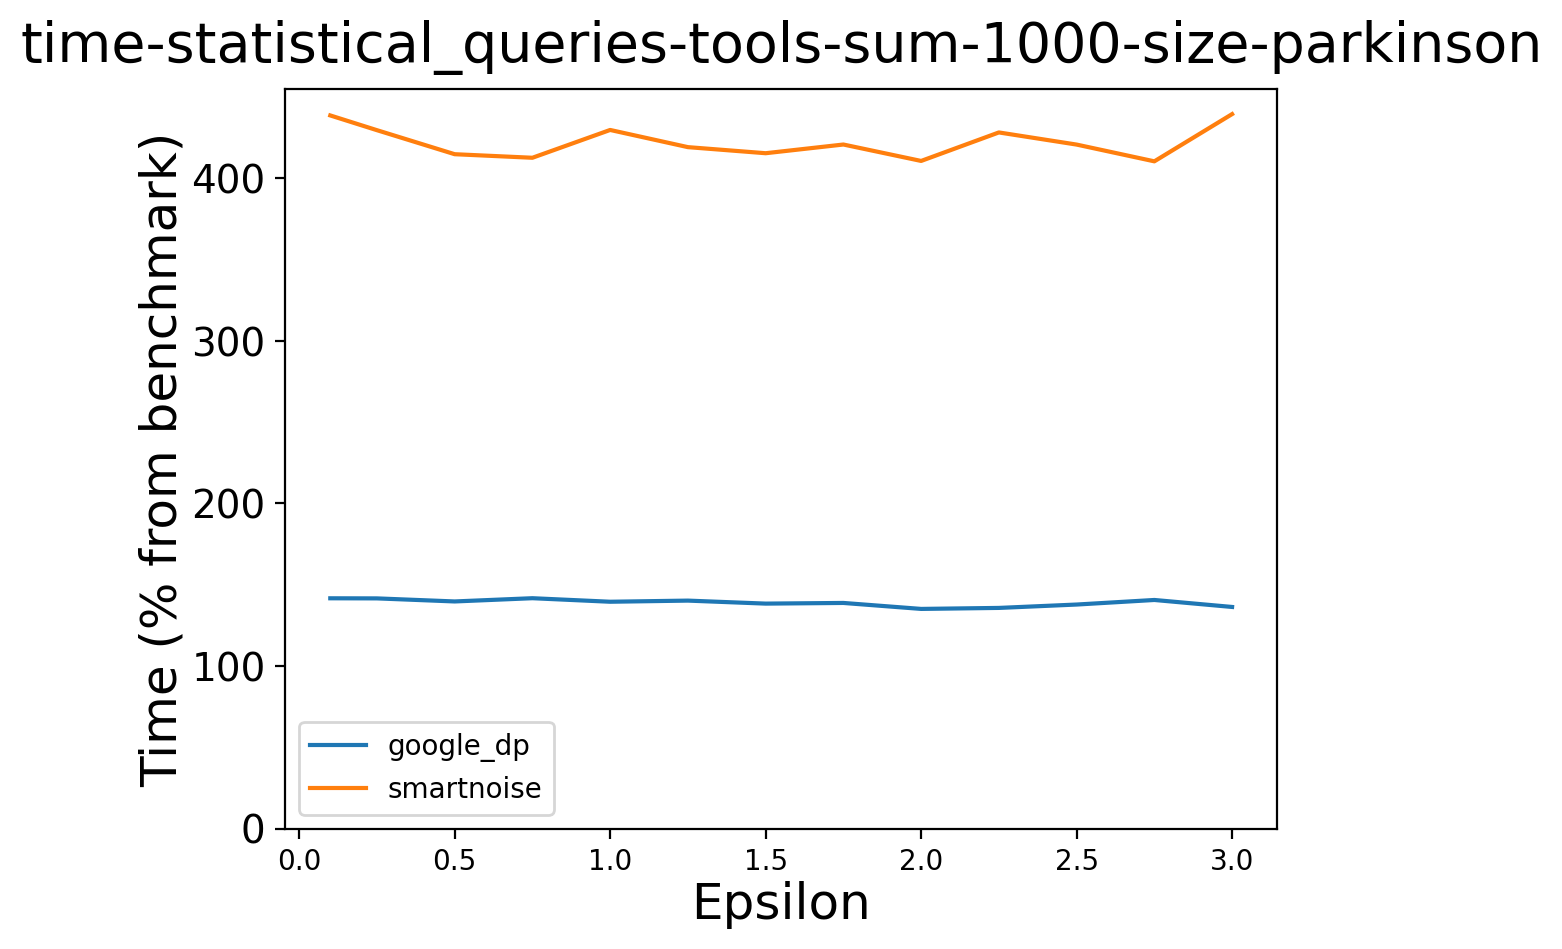 time-statistical_queries-tools-sum-1000-size-parkinson
Time (% from benchmark)
400
300
200
100
0
google_dp
smartnoise
0.0 0.5 1.0 1.5 2.0 2.5 3.0
Epsilon